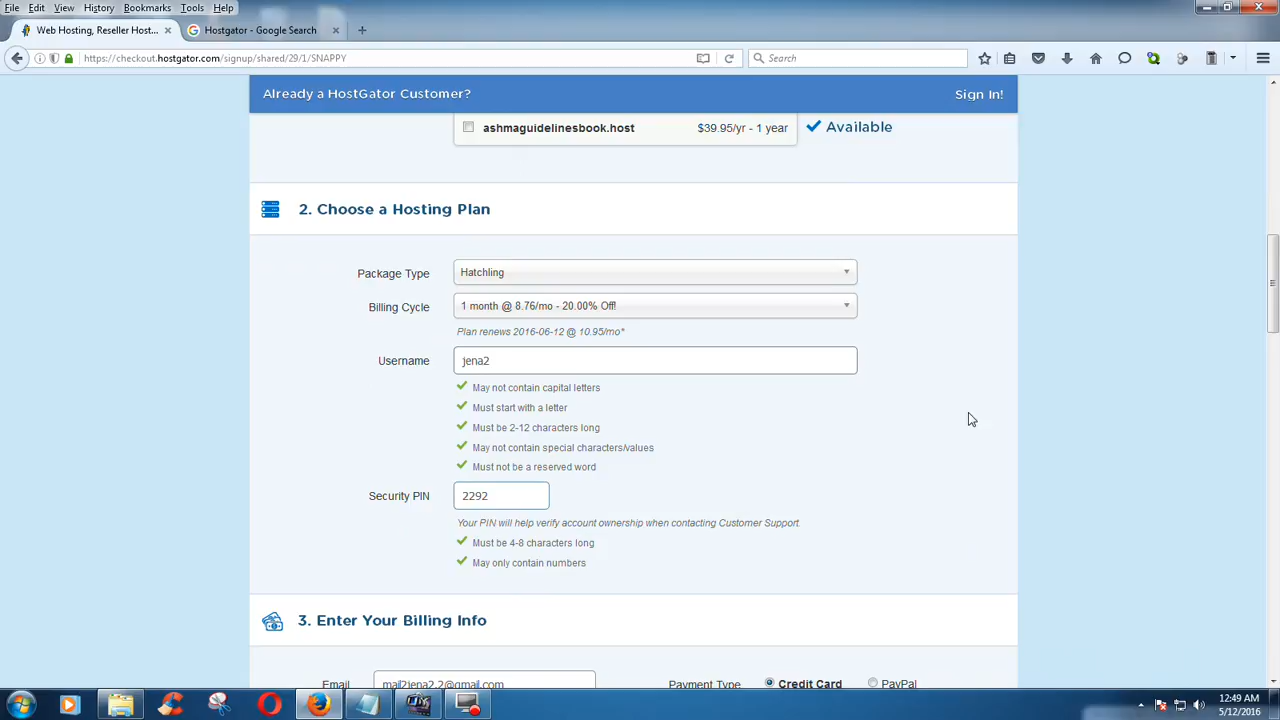 File Edit View History Bookmarks Tools Help
Web Hosting, Reseller Host... × Hostgator - Google Search × +
https://checkout.hostgator.com/signup/shared/29/1/SNAPPY Search
Already a HostGator Customer? Sign In!
ashmaguidelinesbook.host $39.95/yr - 1 year Available
2. Choose a Hosting Plan
Package Type Hatchling
Billing Cycle 1 month @ 8.76/mo - 20.00% Off!
Plan renews 2016-06-12 @ 10.95/mo*
Username jena2
May not contain capital letters
Must start with a letter
Must be 2-12 characters long
May not contain special characters/values
Must not be a reserved word
Security PIN 2292
Your PIN will help verify account ownership when contacting Customer Support.
Must be 4-8 characters long
May only contain numbers
3. Enter Your Billing Info
Email mail2jena2.2@gmail.com Payment Type Credit Card PayPal
12:49 AM
5/12/2016